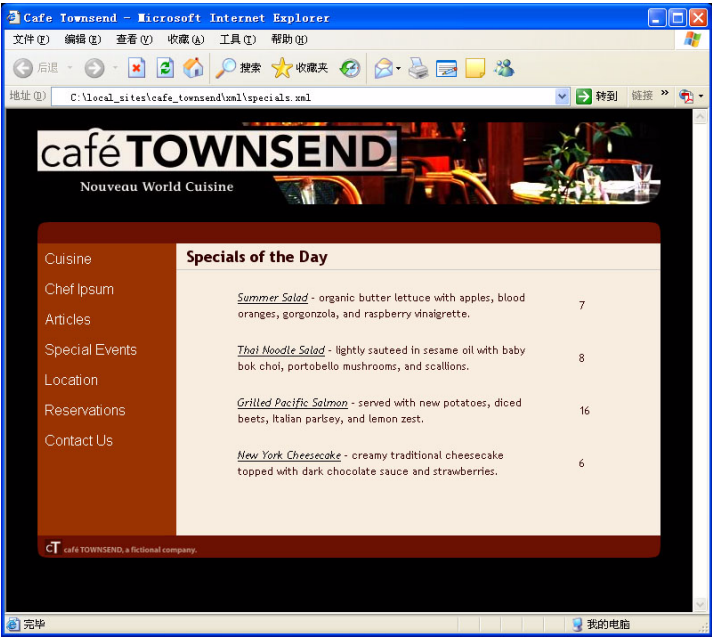 Cafe Townsend - Microsoft Internet Explorer
文件(F) 编辑(E) 查看(V) 收藏(A) 工具(T) 帮助(H)
后退 搜索 收藏夹
地址(D) C:\local_sites\cafe_townsend\xml\specials.xml 转到 链接 »
café TOWNSEND
Nouveau World Cuisine
Specials of the Day
Cuisine
Chef Ipsum
Articles
Special Events
Location
Reservations
Contact Us
Summer Salad - organic butter lettuce with apples, blood
oranges, gorgonzola, and raspberry vinaigrette.
7
Thai Noodle Salad - lightly sauteed in sesame oil with baby
bok choi, portobello mushrooms, and scallions.
8
Grilled Pacific Salmon - served with new potatoes, diced
beets, Italian parlsey, and lemon zest.
16
New York Cheesecake - creamy traditional cheesecake
topped with dark chocolate sauce and strawberries.
6
cT café TOWNSEND, a fictional company.
完毕 我的电脑